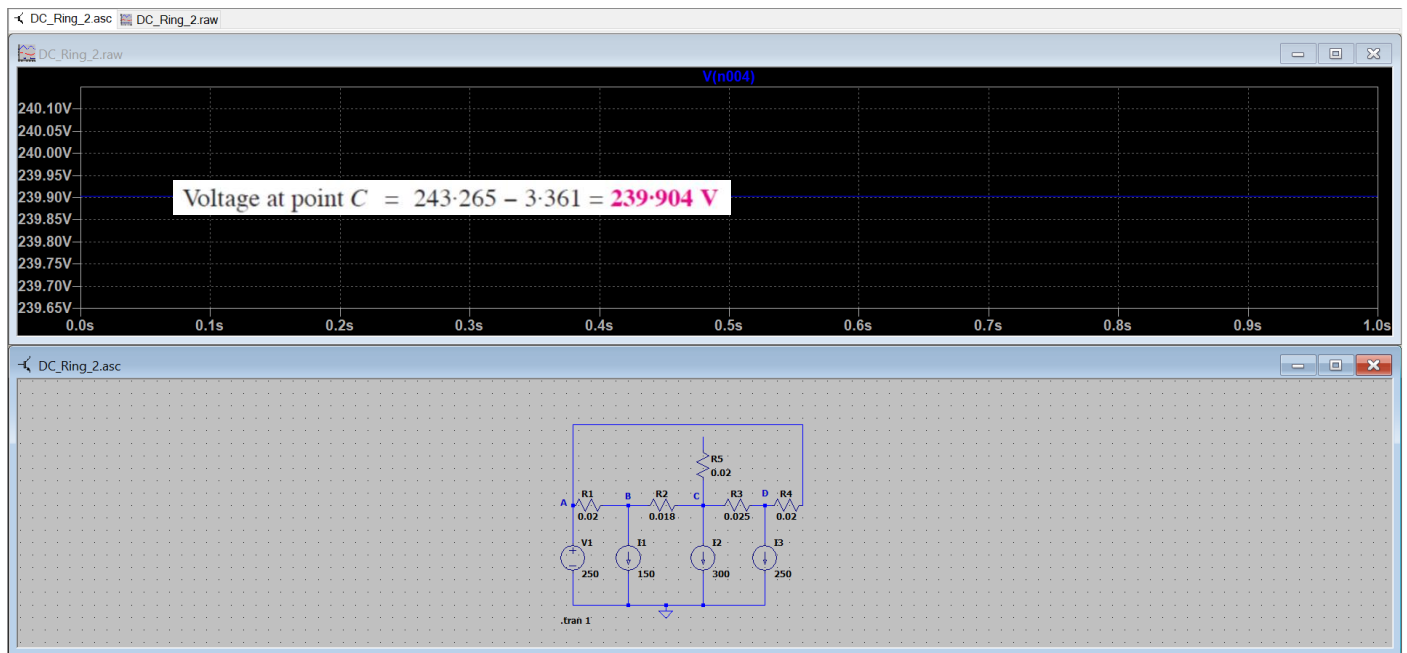 DC_Ring_2.asc DC_Ring_2.raw
DC_Ring_2.raw
V(n004)
240.10V
240.05V
240.00V
239.95V
239.90V
239.85V
239.80V
239.75V
239.70V
239.65V
Voltage at point C = 243·265 – 3·361 = 239·904 V
0.0s 0.1s 0.2s 0.3s 0.4s 0.5s 0.6s 0.7s 0.8s 0.9s 1.0s
DC_Ring_2.asc
R5
0.02
A R1 B R2 C R3 D R4
0.02 0.018 0.025 0.02
V1 I1 I2 I3
250 150 300 250
.tran 1